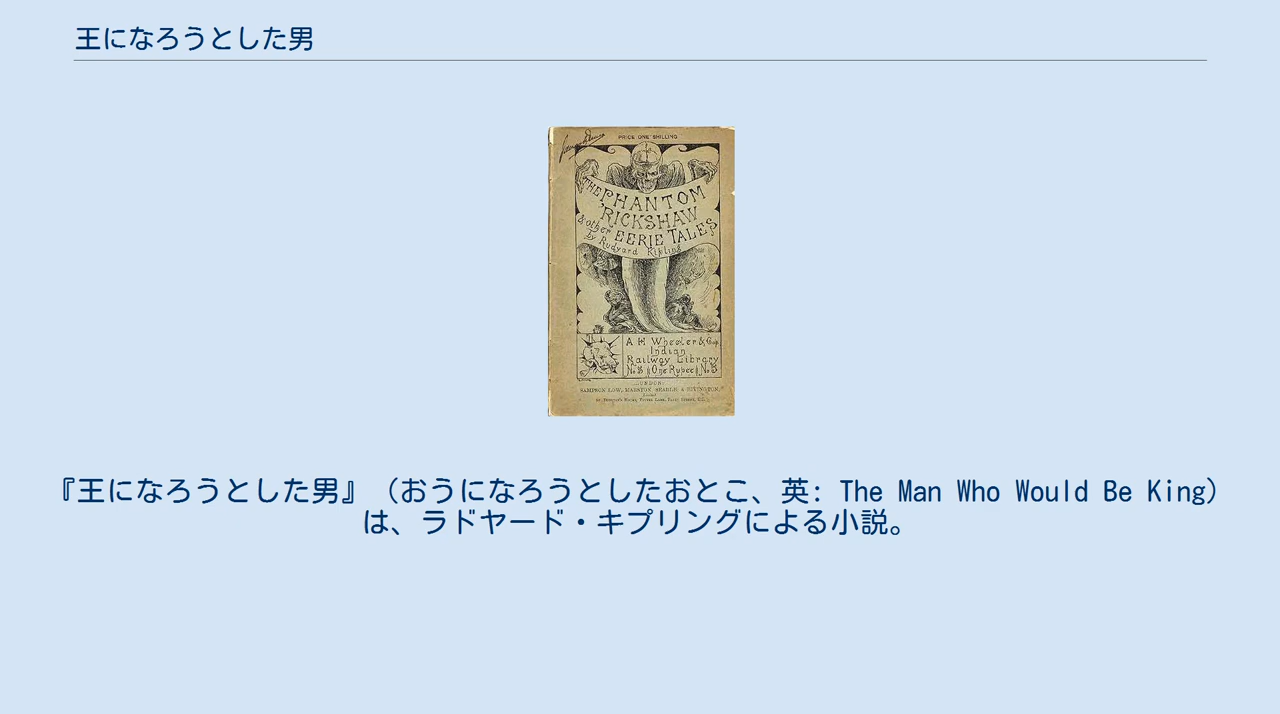 王になろうとした男
PRICE ONE SHILLING
THE PHANTOM
'RICKSHAW
& other EERIE TALES
by Rudyard Kipling
A H Wheeler & Co's
Indian
Railway Library
One Rupee
LONDON:
SAMPSON LOW, MARSTON, SEARLE, & RIVINGTON,
『王になろうとした男』（おうになろうとしたおとこ、英: The Man Who Would Be King）
は、ラドヤード・キプリングによる小説。